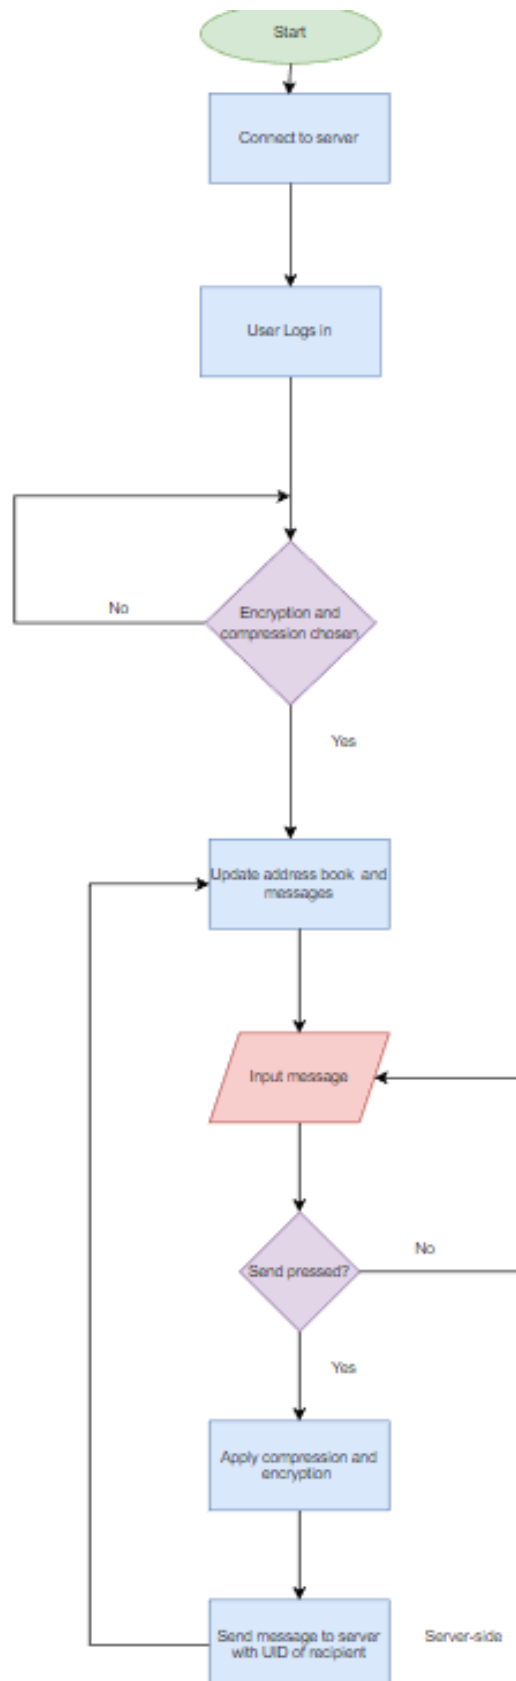 Start
Connect to server
User Logs in
No
Encryption and
compression chosen
Yes
Update address book and
messages
Input message
No
Send pressed?
Yes
Apply compression and
encryption
Send message to server
with UID of recipient
Server-side